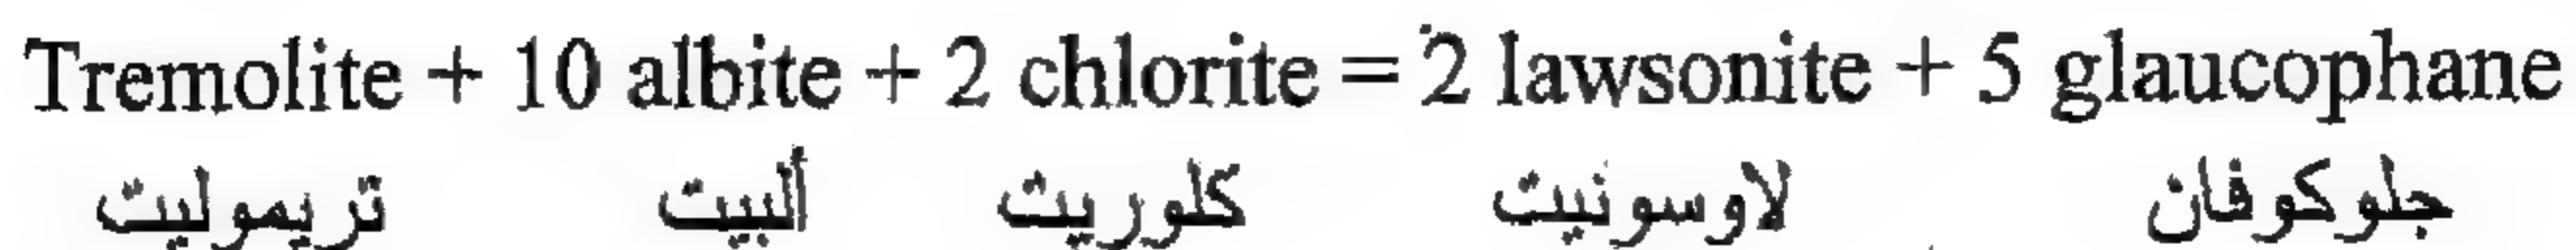 Tremolite + 10 albite + 2 chlorite = 2 lawsonite + 5 glaucophane
تريموليت ألبيت كلوريت لاوسونيت جلوكوفان